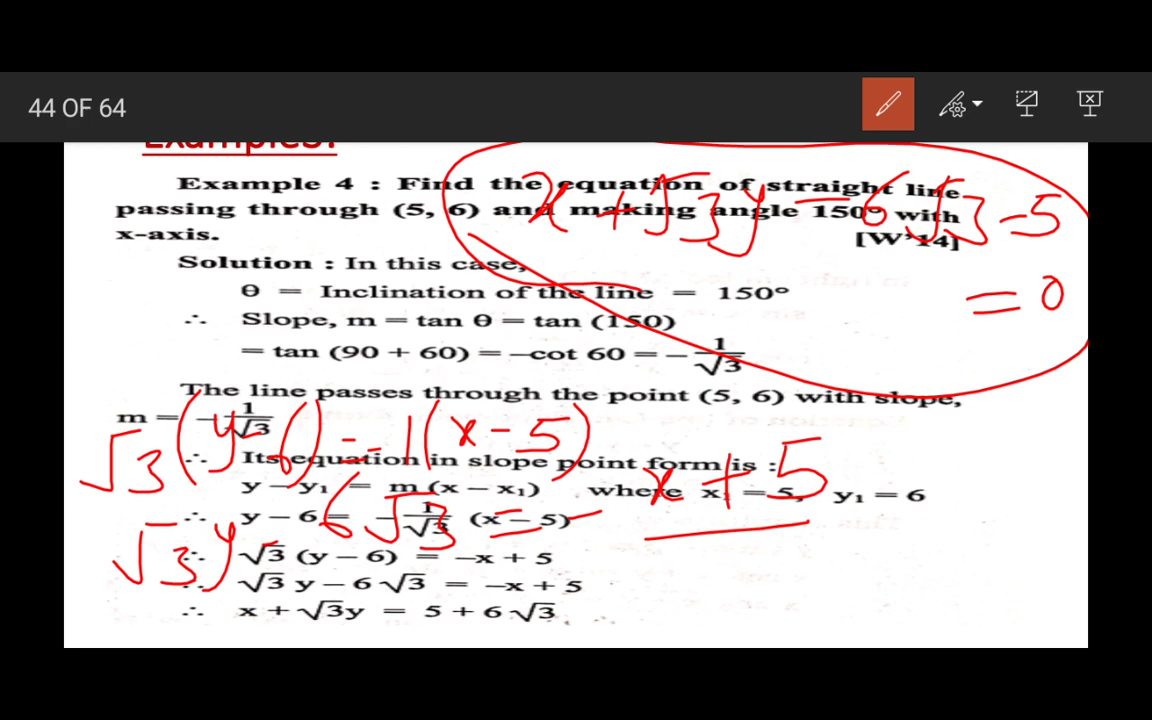 44 OF 64
Examples:
Example 4 : Find the equation of straight line
passing through (5, 6) and making angle 150° with
x-axis. [W'14]
x + √3y = 6√3 - 5
= 0
Solution : In this case,
θ = Inclination of the line = 150°
∴ Slope, m = tan θ = tan (150)
= tan (90 + 60) = –cot 60 = – 1/√3
The line passes through the point (5, 6) with slope,
m = – 1/√3
√3 (y - 6) = -1 (x - 5)
∴ Its equation in slope point form is :
y – y₁ = m (x – x₁) where x₁ = 5, y₁ = 6
∴ y – 6 = – 1/√3 (x – 5)
√3 y - 6√3 = - x + 5
∴ √3 (y – 6) = –x + 5
∴ √3 y – 6 √3 = –x + 5
∴ x + √3y = 5 + 6 √3